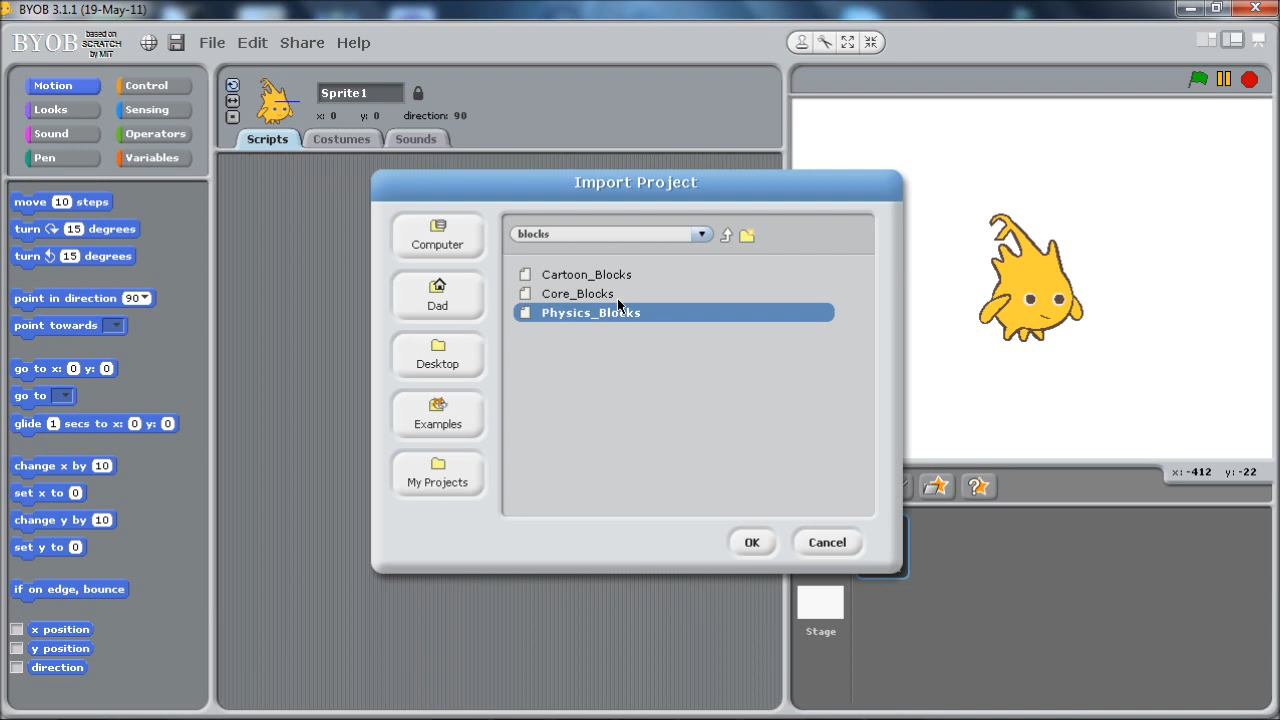 BYOB 3.1.1 (19-May-11)
BYOB based on SCRATCH by MIT
File Edit Share Help
Motion Control
Looks Sensing
Sound Operators
Pen Variables
move 10 steps
turn 15 degrees
turn 15 degrees
point in direction 90
point towards
go to x: 0 y: 0
go to
glide 1 secs to x: 0 y: 0
change x by 10
set x to 0
change y by 10
set y to 0
if on edge, bounce
x position
y position
direction
Sprite1
x: 0 y: 0 direction: 90
Scripts Costumes Sounds
Import Project
Computer
Dad
Desktop
Examples
My Projects
blocks
Cartoon_Blocks
Core_Blocks
Physics_Blocks
OK Cancel
x: -412 y: -22
Stage